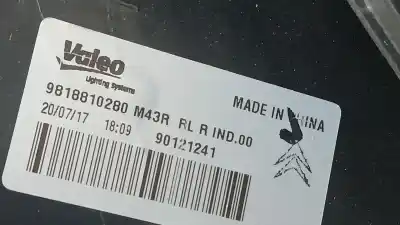 Valeo
Lighting Systems
9818810280 M43R RL R IND.00
MADE IN CHINA
20/07/17 18:09 90121241